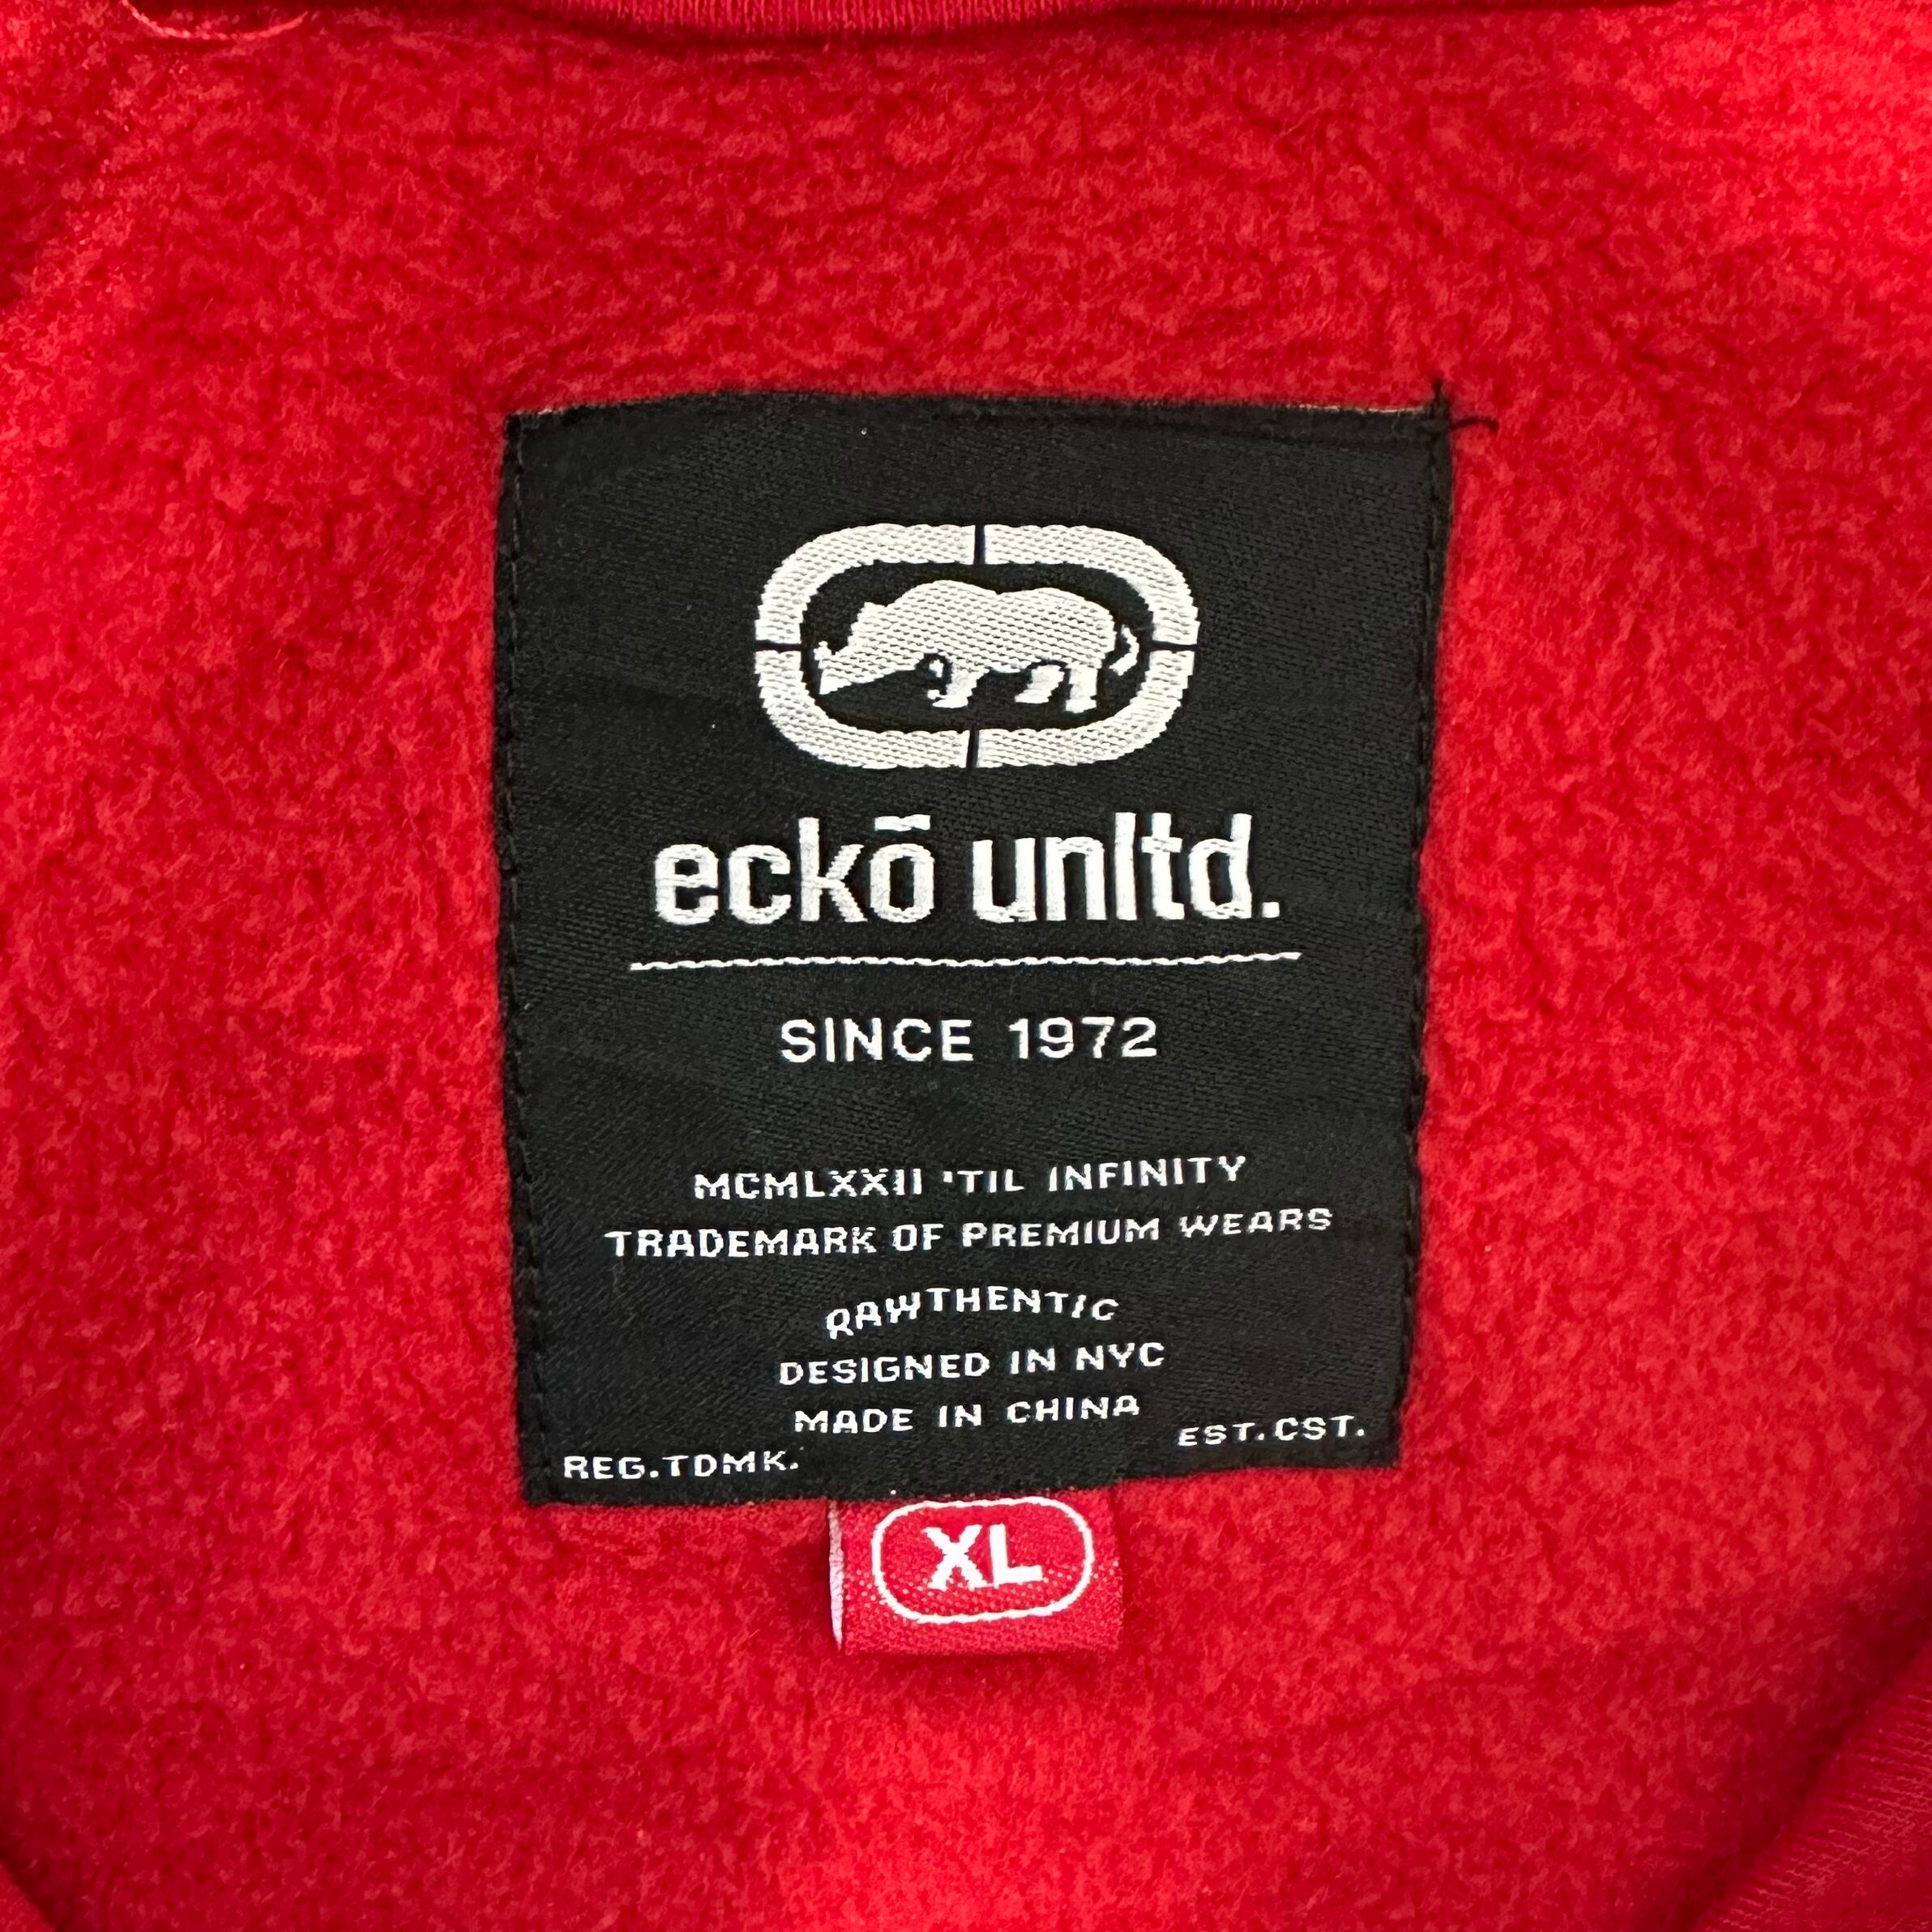 eckō unltd.
SINCE 1972
MCMLXXII 'TIL INFINITY
TRADEMARK OF PREMIUM WEARS
RAWTHENTIC
DESIGNED IN NYC
MADE IN CHINA
REG.TDMK.
EST.CST.
XL